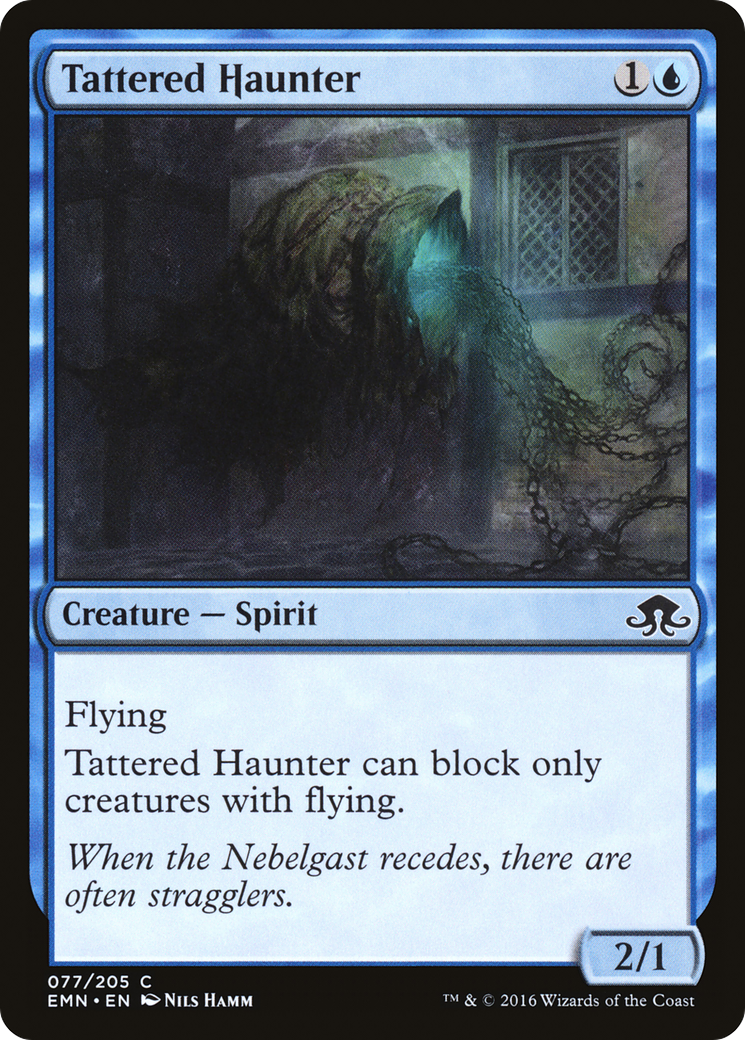 Tattered Haunter 1
Creature — Spirit
Flying
Tattered Haunter can block only
creatures with flying.
When the Nebelgast recedes, there are
often stragglers.
2/1
077/205 C
EMN • EN Nils Hamm
™ & © 2016 Wizards of the Coast